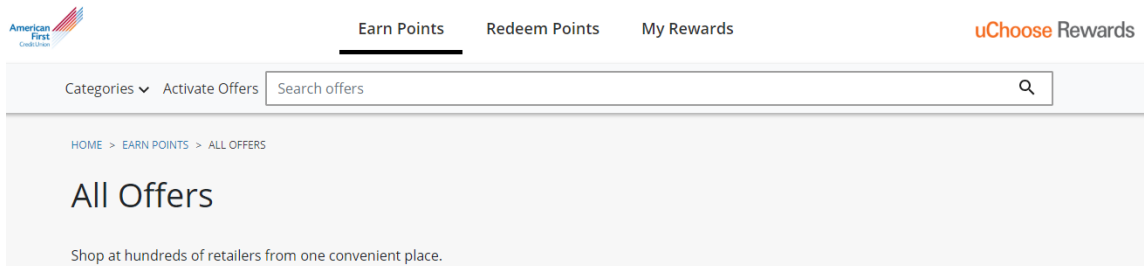 American
First
Credit Union
Earn Points Redeem Points My Rewards
uChoose Rewards
Categories Activate Offers Search offers
HOME > EARN POINTS > ALL OFFERS
All Offers
Shop at hundreds of retailers from one convenient place.